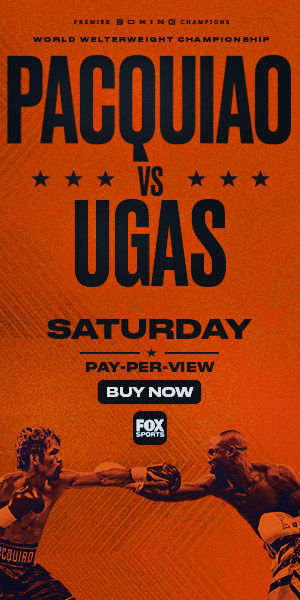 PREMIER BOXING CHAMPIONS
WORLD WELTERWEIGHT CHAMPIONSHIP
PACQUIAO
VS
UGAS
SATURDAY
PAY-PER-VIEW
BUY NOW
FOX
SPORTS
PACQUIAO